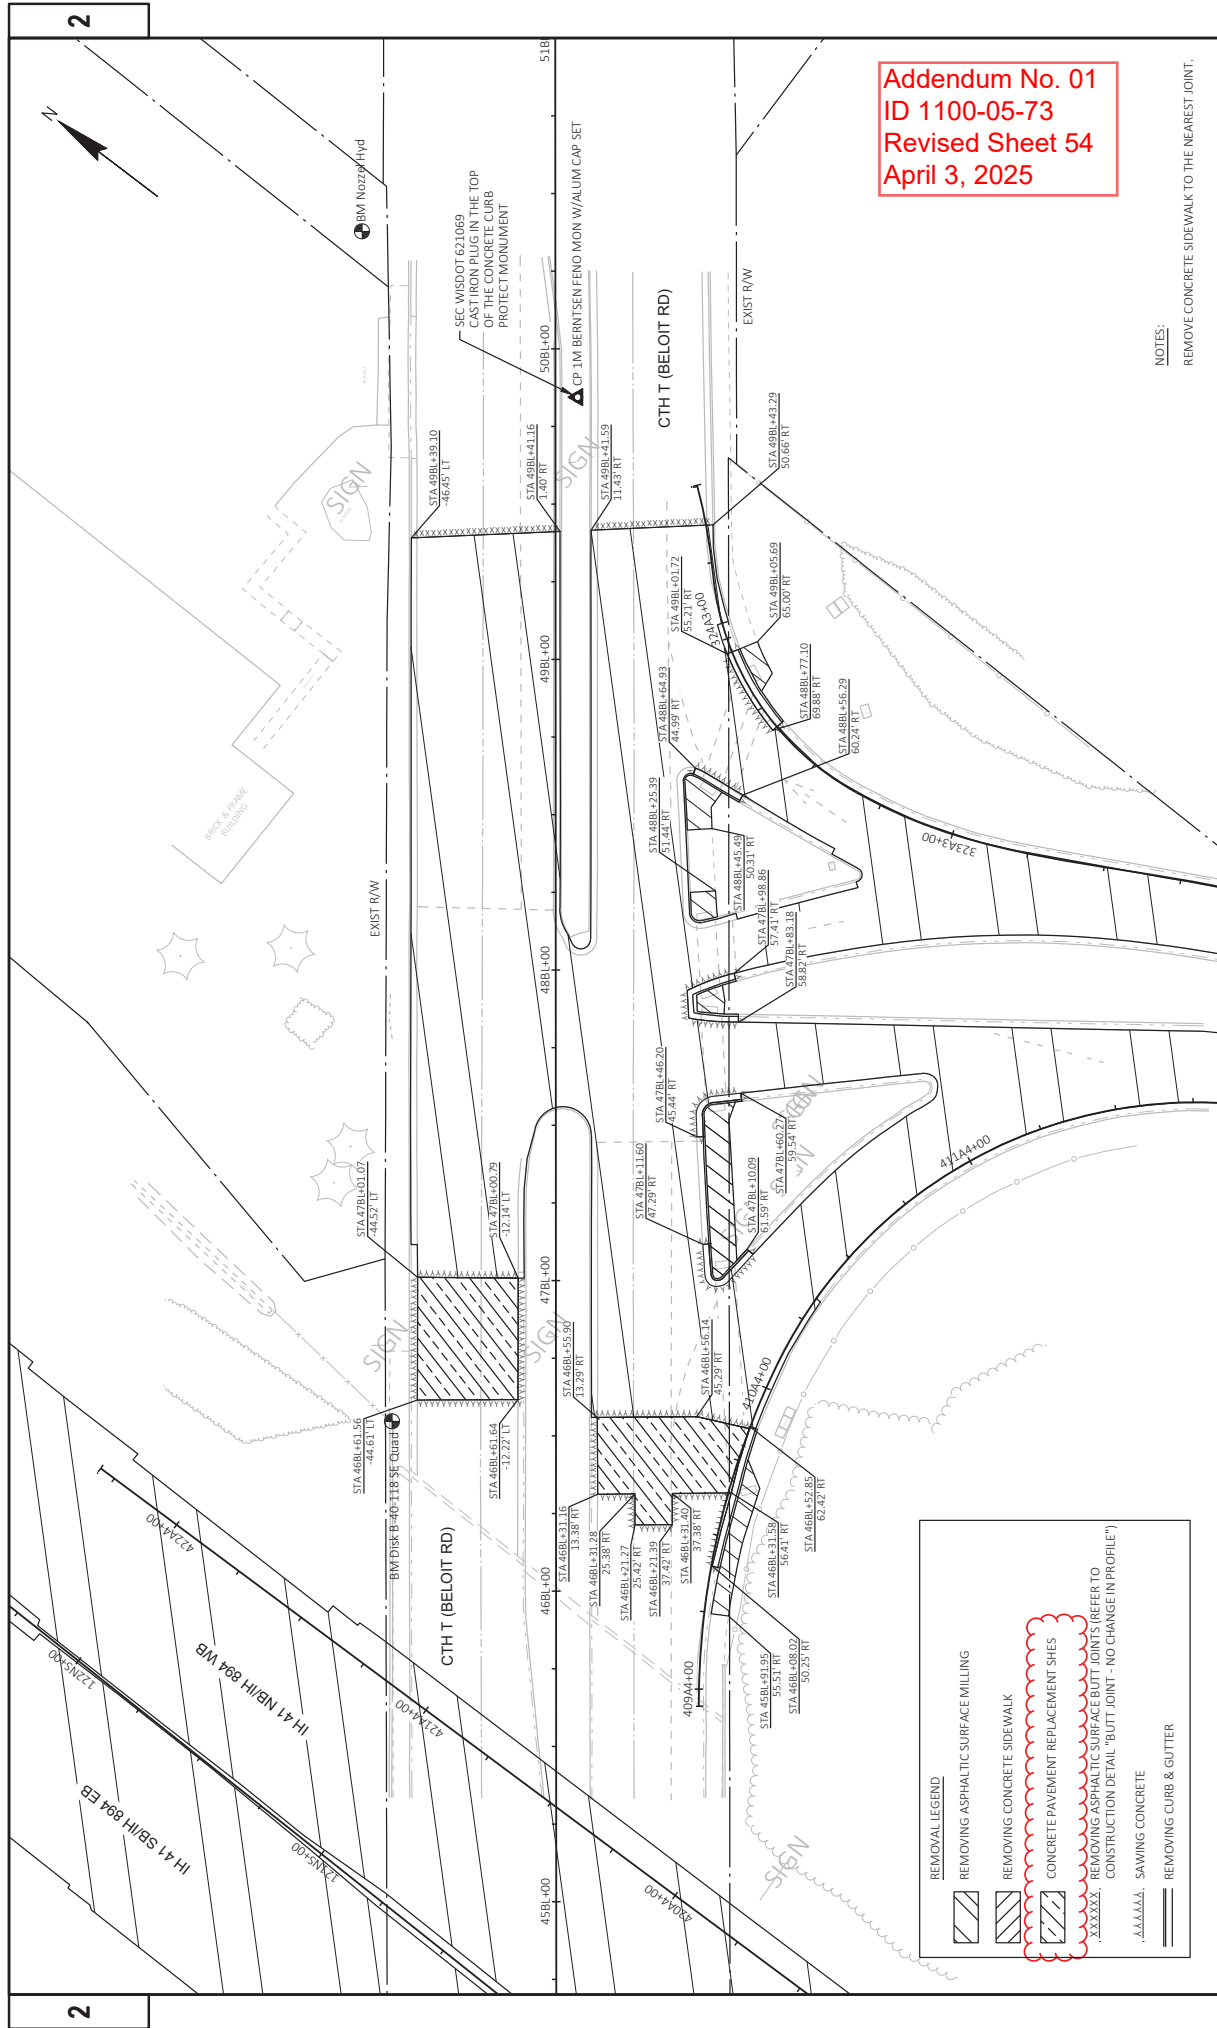 2
Addendum No. 01
ID 1100-05-73
Revised Sheet 54
April 3, 2025
N
BM Nozzel Hyd
SEC WISDOT 621069
CAST IRON PLUG IN THE TOP
OF THE CONCRETE CURB
PROTECT MONUMENT
CP 1M BERNTSEN FENO MON W/ALUM CAP SET
CTH T (BELOIT RD)
EXIST R/W
NOTES:
REMOVE CONCRETE SIDEWALK TO THE NEAREST JOINT.
45BL+00
46BL+00
47BL+00
48BL+00
49BL+00
50BL+00
51BL
STA 49BL+39.10
-46.45' LT
STA 49BL+41.16
1.40' RT
STA 49BL+41.59
11.43' RT
STA 49BL+43.29
50.66' RT
STA 49BL+01.72
55.21' RT
STA 49BL+05.69
65.00' RT
STA 48BL+77.10
69.88' RT
STA 48BL+64.93
44.99' RT
STA 48BL+56.29
60.24' RT
STA 48BL+25.39
51.44' RT
STA 48BL+45.49
50.31' RT
STA 47BL+98.86
57.41' RT
STA 47BL+83.18
58.82' RT
STA 47BL+46.20
45.44' RT
STA 47BL+60.27
59.54' RT
STA 47BL+11.60
47.29' RT
STA 47BL+10.09
61.59' RT
STA 47BL+01.07
-44.52' LT
STA 47BL+00.79
-12.14' LT
STA 46BL+61.56
-44.61' LT
STA 46BL+61.64
-12.22' LT
STA 46BL+55.90
13.29' RT
STA 46BL+56.14
45.29' RT
STA 46BL+52.85
62.42' RT
STA 46BL+31.16
13.38' RT
STA 46BL+31.28
25.38' RT
STA 46BL+21.27
25.42' RT
STA 46BL+21.39
37.42' RT
STA 46BL+31.40
37.38' RT
STA 46BL+31.58
56.41' RT
STA 46BL+08.02
50.25' RT
STA 45BL+91.95
55.51' RT
323A3+00
409A4+00
410A4+00
411A4+00
420A4+00
421A4+00
422A4+00
122NS+00
123NS+00
BRICK & FRAME
BUILDING
EXIST R/W
SIGN
SIGN
SIGN
SIGN
SIGN
SIGN
SIGN
BM Disk B-40-118 SE Quad
CTH T (BELOIT RD)
IH 41 NB/IH 894 WB
IH 41 SB/IH 894 EB
REMOVAL LEGEND
REMOVING ASPHALTIC SURFACE MILLING
REMOVING CONCRETE SIDEWALK
CONCRETE PAVEMENT REPLACEMENT SHES
REMOVING ASPHALTIC SURFACE BUTT JOINTS (REFER TO
CONSTRUCTION DETAIL "BUTT JOINT - NO CHANGE IN PROFILE")
SAWING CONCRETE
REMOVING CURB & GUTTER
2